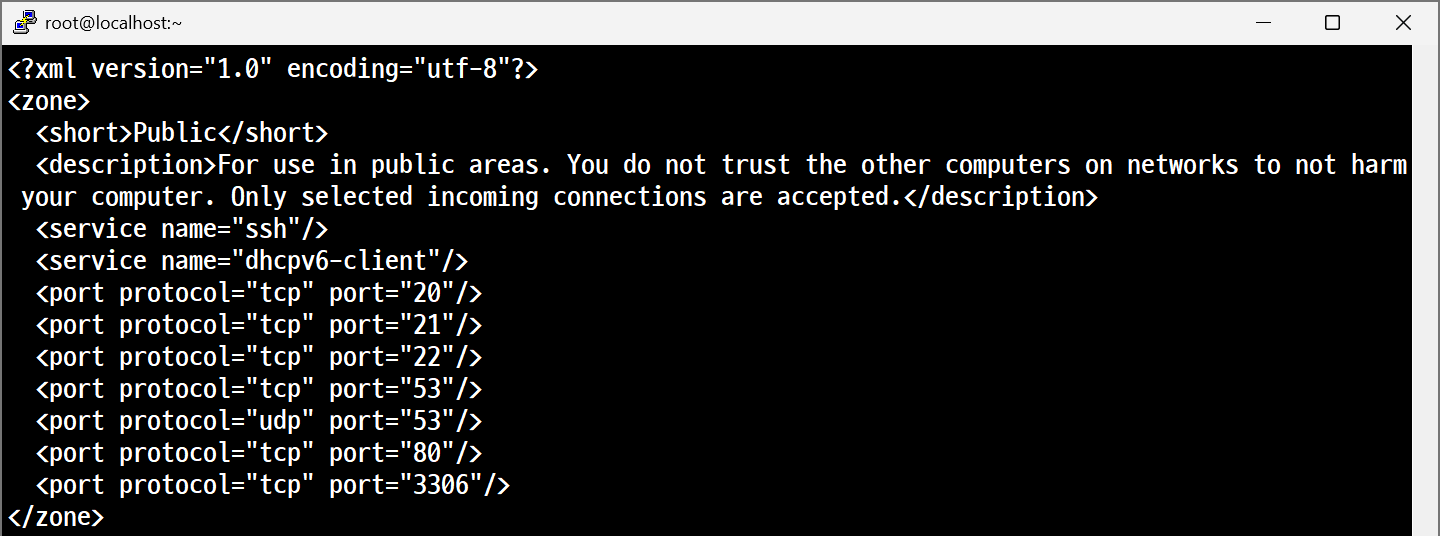 root@localhost:~
<?xml version="1.0" encoding="utf-8"?>
<zone>
  <short>Public</short>
  <description>For use in public areas. You do not trust the other computers on networks to not harm
 your computer. Only selected incoming connections are accepted.</description>
  <service name="ssh"/>
  <service name="dhcpv6-client"/>
  <port protocol="tcp" port="20"/>
  <port protocol="tcp" port="21"/>
  <port protocol="tcp" port="22"/>
  <port protocol="tcp" port="53"/>
  <port protocol="udp" port="53"/>
  <port protocol="tcp" port="80"/>
  <port protocol="tcp" port="3306"/>
</zone>